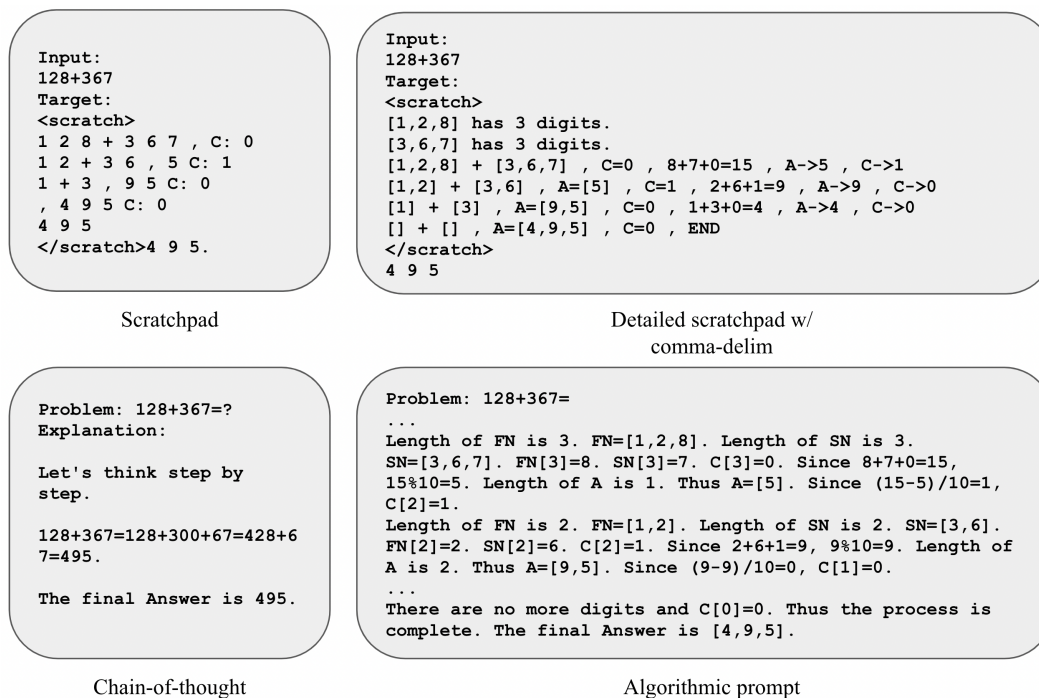 Input:
128+367
Target:
<scratch>
1 2 8 + 3 6 7 , C: 0
1 2 + 3 6 , 5 C: 1
1 + 3 , 9 5 C: 0
, 4 9 5 C: 0
4 9 5
</scratch>4 9 5.
Scratchpad
Input:
128+367
Target:
<scratch>
[1,2,8] has 3 digits.
[3,6,7] has 3 digits.
[1,2,8] + [3,6,7] , C=0 , 8+7+0=15 , A->5 , C->1
[1,2] + [3,6] , A=[5] , C=1 , 2+6+1=9 , A->9 , C->0
[1] + [3] , A=[9,5] , C=0 , 1+3+0=4 , A->4 , C->0
[] + [] , A=[4,9,5] , C=0 , END
</scratch>
4 9 5
Detailed scratchpad w/
comma-delim
Problem: 128+367=?
Explanation:
Let's think step by
step.
128+367=128+300+67=428+6
7=495.
The final Answer is 495.
Chain-of-thought
Problem: 128+367=
...
Length of FN is 3. FN=[1,2,8]. Length of SN is 3.
SN=[3,6,7]. FN[3]=8. SN[3]=7. C[3]=0. Since 8+7+0=15,
15%10=5. Length of A is 1. Thus A=[5]. Since (15-5)/10=1,
C[2]=1.
Length of FN is 2. FN=[1,2]. Length of SN is 2. SN=[3,6].
FN[2]=2. SN[2]=6. C[2]=1. Since 2+6+1=9, 9%10=9. Length of
A is 2. Thus A=[9,5]. Since (9-9)/10=0, C[1]=0.
...
There are no more digits and C[0]=0. Thus the process is
complete. The final Answer is [4,9,5].
Algorithmic prompt